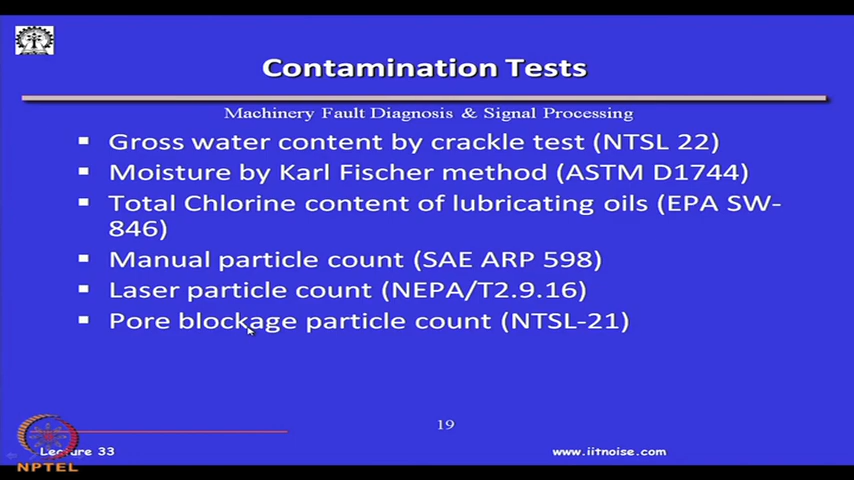 Contamination Tests
Machinery Fault Diagnosis & Signal Processing
Gross water content by crackle test (NTSL 22)
Moisture by Karl Fischer method (ASTM D1744)
Total Chlorine content of lubricating oils (EPA SW-
846)
Manual particle count (SAE ARP 598)
Laser particle count (NEPA/T2.9.16)
Pore blockage particle count (NTSL-21)
19
Lecture 33
www.iitnoise.com
NPTEL